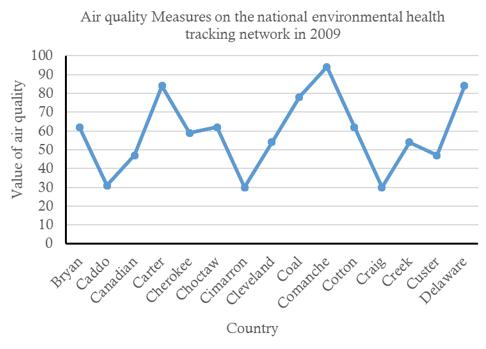 Air quality Measures on the national environmental health
tracking network in 2009
Value of air quality
100
90
80
70
60
50
40
30
20
10
0
Bryan
Caddo
Canadian
Carter
Cherokee
Choctaw
Cimarron
Cleveland
Coal
Comanche
Cotton
Craig
Creek
Custer
Delaware
Country